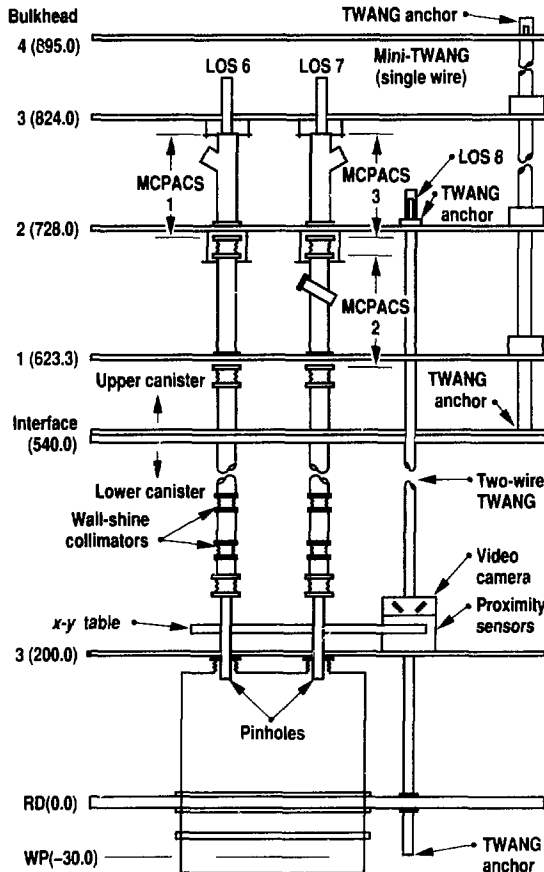 Bulkhead
4 (895.0)
TWANG anchor
Mini-TWANG
(single wire)
LOS 6
LOS 7
3 (824.0)
MCPACS
1
MCPACS
3
LOS 8
TWANG
anchor
2 (728.0)
MCPACS
2
1 (623.3)
Upper canister
TWANG
anchor
Interface
(540.0)
Lower canister
Two-wire
TWANG
Wall-shine
collimators
Video
camera
x-y table
Proximity
sensors
3 (200.0)
Pinholes
RD(0.0)
WP(−30.0)
TWANG
anchor